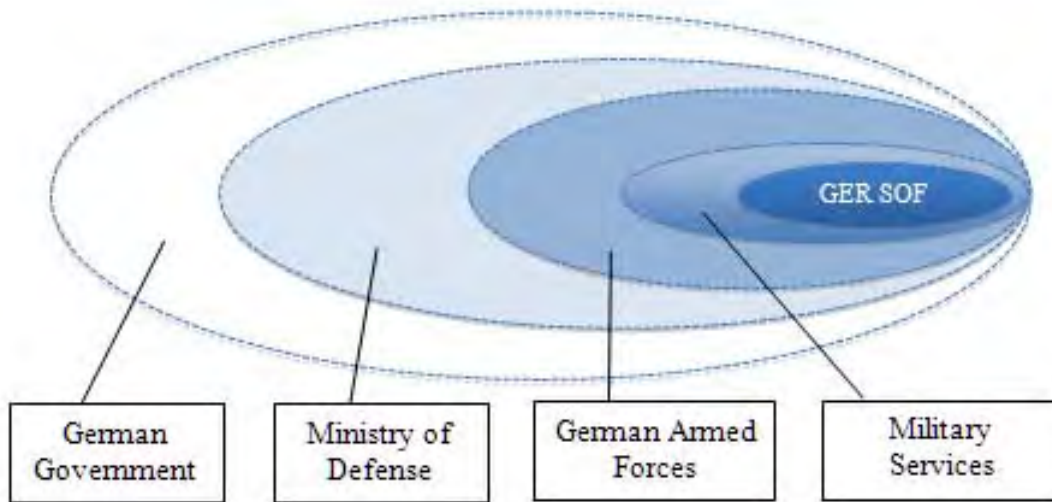 GER SOF
German
Government
Ministry of
Defense
German Armed
Forces
Military
Services